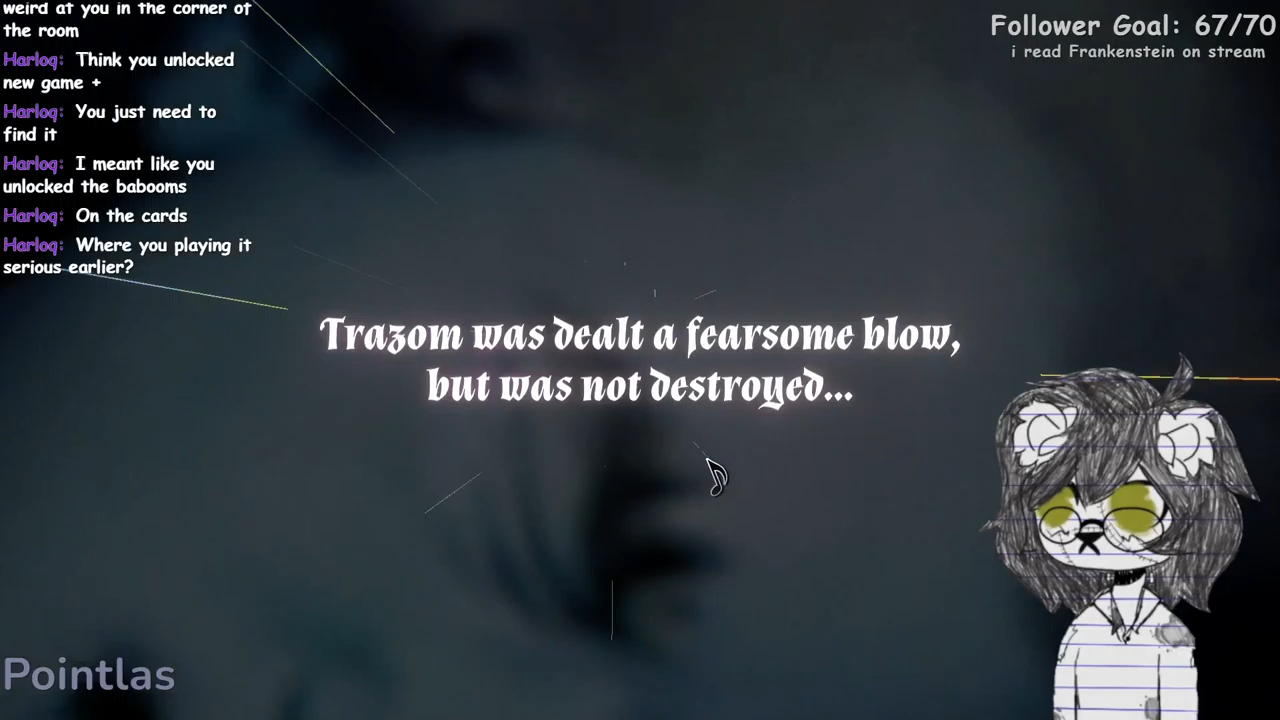 weird at you in the corner of
the room
Harloq: Think you unlocked
new game +
Harloq: You just need to
find it
Harloq: I meant like you
unlocked the babooms
Harloq: On the cards
Harloq: Where you playing it
serious earlier?
Follower Goal: 67/70
i read Frankenstein on stream
Trazom was dealt a fearsome blow,
but was not destroyed...
Pointlas